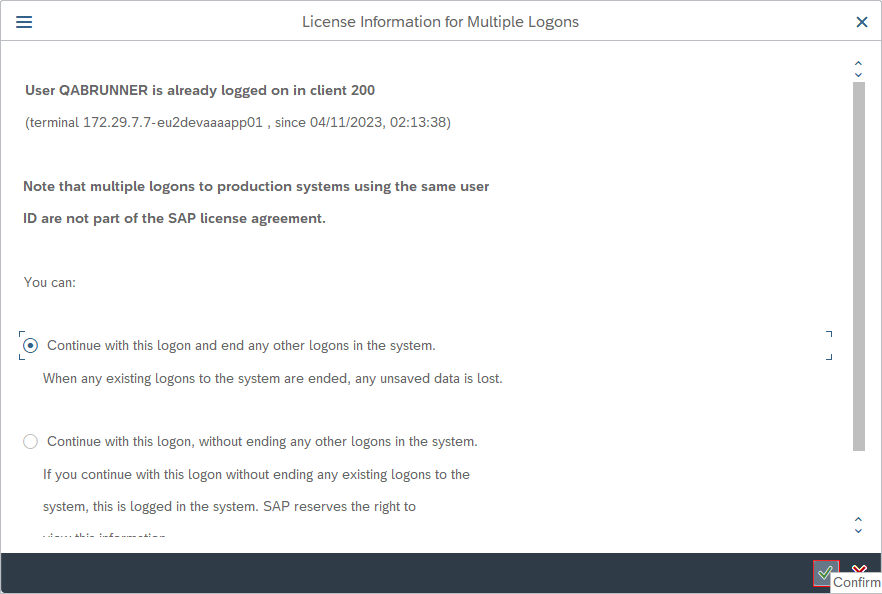 License Information for Multiple Logons
User QABRUNNER is already logged on in client 200
(terminal 172.29.7.7-eu2devaaaapp01 , since 04/11/2023, 02:13:38)
Note that multiple logons to production systems using the same user
ID are not part of the SAP license agreement.
You can:
Continue with this logon and end any other logons in the system.
When any existing logons to the system are ended, any unsaved data is lost.
Continue with this logon, without ending any other logons in the system.
If you continue with this logon without ending any existing logons to the
system, this is logged in the system. SAP reserves the right to
view this information
Confirm